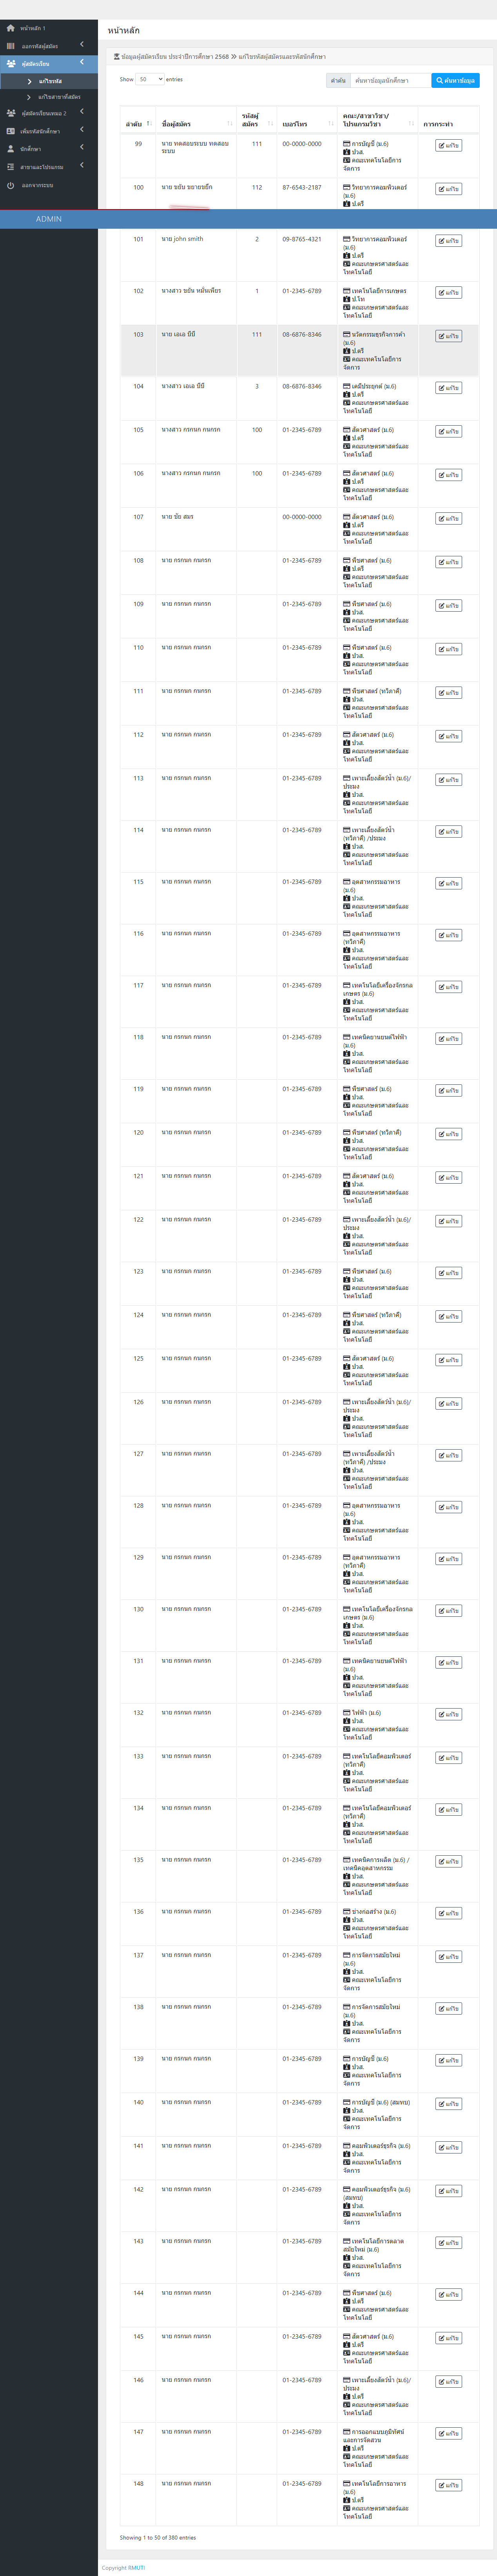 หน้าหลัก 1
ออกรหัสผู้สมัคร
ผู้สมัครเรียน
แก้ไขรหัส
แก้ไขสาขาที่สมัคร
ผู้สมัครเรียนเทอม 2
เพิ่มรหัสนักศึกษา
นักศึกษา
สาขาและโปรแกรม
ออกจากระบบ
ADMIN
หน้าหลัก
ข้อมูลผู้สมัครเรียน ประจำปีการศึกษา 2568 แก้ไขรหัสผู้สมัครและรหัสนักศึกษา
Show 50 entries
คำค้น ค้นหาข้อมูลนักศึกษา ค้นหาข้อมูล
ลำดับ ชื่อผู้สมัคร รหัสผู้สมัคร เบอร์โทร คณะ/สาขาวิชา/โปรแกรมวิชา การกระทำ
99 นาย ทดสอบระบบ ทดสอบ 111 00-0000-0000 การบัญชี (ม.6) แก้ไข
ระบบ ปวส.
คณะเทคโนโลยีการ
จัดการ
100 นาย ขยัน ขยายขยัก 112 87-6543-2187 วิทยาการคอมพิวเตอร์ แก้ไข
(ม.6)
ป.ตรี
101 นาย john smith 2 09-8765-4321 วิทยาการคอมพิวเตอร์ แก้ไข
(ม.6)
ป.ตรี
คณะเกษตรศาสตร์และ
เทคโนโลยี
102 นางสาว ขยัน หมั่นเพียร 1 01-2345-6789 เทคโนโลยีการเกษตร แก้ไข
ป.โท
คณะเกษตรศาสตร์และ
เทคโนโลยี
103 นาย เอเอ บีบี 111 08-6876-8346 นวัตกรรมธุรกิจการค้า แก้ไข
(ม.6)
ป.ตรี
คณะเทคโนโลยีการ
จัดการ
104 นางสาว เอเอ บีบี 3 08-6876-8346 เคมีประยุกต์ (ม.6) แก้ไข
ป.ตรี
คณะเกษตรศาสตร์และ
เทคโนโลยี
105 นางสาว กรกนก กนกรก 100 01-2345-6789 สัตวศาสตร์ (ม.6) แก้ไข
ป.ตรี
คณะเกษตรศาสตร์และ
เทคโนโลยี
106 นางสาว กรกนก กนกรก 100 01-2345-6789 สัตวศาสตร์ (ม.6) แก้ไข
ป.ตรี
คณะเกษตรศาสตร์และ
เทคโนโลยี
107 นาย ชัย สมร 00-0000-0000 สัตวศาสตร์ (ม.6) แก้ไข
ป.ตรี
คณะเกษตรศาสตร์และ
เทคโนโลยี
108 นาย กรกนก กนกรก 01-2345-6789 พืชศาสตร์ (ม.6) แก้ไข
ป.ตรี
คณะเกษตรศาสตร์และ
เทคโนโลยี
109 นาย กรกนก กนกรก 01-2345-6789 พืชศาสตร์ (ม.6) แก้ไข
ปวส.
คณะเกษตรศาสตร์และ
เทคโนโลยี
110 นาย กรกนก กนกรก 01-2345-6789 พืชศาสตร์ (ม.6) แก้ไข
ปวส.
คณะเกษตรศาสตร์และ
เทคโนโลยี
111 นาย กรกนก กนกรก 01-2345-6789 พืชศาสตร์ (ทวิภาคี) แก้ไข
ปวส.
คณะเกษตรศาสตร์และ
เทคโนโลยี
112 นาย กรกนก กนกรก 01-2345-6789 สัตวศาสตร์ (ม.6) แก้ไข
ปวส.
คณะเกษตรศาสตร์และ
เทคโนโลยี
113 นาย กรกนก กนกรก 01-2345-6789 เพาะเลี้ยงสัตว์น้ำ (ม.6)/ แก้ไข
ประมง
ปวส.
คณะเกษตรศาสตร์และ
เทคโนโลยี
114 นาย กรกนก กนกรก 01-2345-6789 เพาะเลี้ยงสัตว์น้ำ แก้ไข
(ทวิภาคี) /ประมง
ปวส.
คณะเกษตรศาสตร์และ
เทคโนโลยี
115 นาย กรกนก กนกรก 01-2345-6789 อุตสาหกรรมอาหาร แก้ไข
(ม.6)
ปวส.
คณะเกษตรศาสตร์และ
เทคโนโลยี
116 นาย กรกนก กนกรก 01-2345-6789 อุตสาหกรรมอาหาร แก้ไข
(ทวิภาคี)
ปวส.
คณะเกษตรศาสตร์และ
เทคโนโลยี
117 นาย กรกนก กนกรก 01-2345-6789 เทคโนโลยีเครื่องจักรกล แก้ไข
เกษตร (ม.6)
ปวส.
คณะเกษตรศาสตร์และ
เทคโนโลยี
118 นาย กรกนก กนกรก 01-2345-6789 เทคนิคยานยนต์ไฟฟ้า แก้ไข
(ม.6)
ปวส.
คณะเกษตรศาสตร์และ
เทคโนโลยี
119 นาย กรกนก กนกรก 01-2345-6789 พืชศาสตร์ (ม.6) แก้ไข
ปวส.
คณะเกษตรศาสตร์และ
เทคโนโลยี
120 นาย กรกนก กนกรก 01-2345-6789 พืชศาสตร์ (ทวิภาคี) แก้ไข
ปวส.
คณะเกษตรศาสตร์และ
เทคโนโลยี
121 นาย กรกนก กนกรก 01-2345-6789 สัตวศาสตร์ (ม.6) แก้ไข
ปวส.
คณะเกษตรศาสตร์และ
เทคโนโลยี
122 นาย กรกนก กนกรก 01-2345-6789 เพาะเลี้ยงสัตว์น้ำ (ม.6)/ แก้ไข
ประมง
ปวส.
คณะเกษตรศาสตร์และ
เทคโนโลยี
123 นาย กรกนก กนกรก 01-2345-6789 พืชศาสตร์ (ม.6) แก้ไข
ปวส.
คณะเกษตรศาสตร์และ
เทคโนโลยี
124 นาย กรกนก กนกรก 01-2345-6789 พืชศาสตร์ (ทวิภาคี) แก้ไข
ปวส.
คณะเกษตรศาสตร์และ
เทคโนโลยี
125 นาย กรกนก กนกรก 01-2345-6789 สัตวศาสตร์ (ม.6) แก้ไข
ปวส.
คณะเกษตรศาสตร์และ
เทคโนโลยี
126 นาย กรกนก กนกรก 01-2345-6789 เพาะเลี้ยงสัตว์น้ำ (ม.6)/ แก้ไข
ประมง
ปวส.
คณะเกษตรศาสตร์และ
เทคโนโลยี
127 นาย กรกนก กนกรก 01-2345-6789 เพาะเลี้ยงสัตว์น้ำ แก้ไข
(ทวิภาคี) /ประมง
ปวส.
คณะเกษตรศาสตร์และ
เทคโนโลยี
128 นาย กรกนก กนกรก 01-2345-6789 อุตสาหกรรมอาหาร แก้ไข
(ม.6)
ปวส.
คณะเกษตรศาสตร์และ
เทคโนโลยี
129 นาย กรกนก กนกรก 01-2345-6789 อุตสาหกรรมอาหาร แก้ไข
(ทวิภาคี)
ปวส.
คณะเกษตรศาสตร์และ
เทคโนโลยี
130 นาย กรกนก กนกรก 01-2345-6789 เทคโนโลยีเครื่องจักรกล แก้ไข
เกษตร (ม.6)
ปวส.
คณะเกษตรศาสตร์และ
เทคโนโลยี
131 นาย กรกนก กนกรก 01-2345-6789 เทคนิคยานยนต์ไฟฟ้า แก้ไข
(ม.6)
ปวส.
คณะเกษตรศาสตร์และ
เทคโนโลยี
132 นาย กรกนก กนกรก 01-2345-6789 ไฟฟ้า (ม.6) แก้ไข
ปวส.
คณะเกษตรศาสตร์และ
เทคโนโลยี
133 นาย กรกนก กนกรก 01-2345-6789 เทคโนโลยีคอมพิวเตอร์ แก้ไข
(ทวิภาคี)
ปวส.
คณะเกษตรศาสตร์และ
เทคโนโลยี
134 นาย กรกนก กนกรก 01-2345-6789 เทคโนโลยีคอมพิวเตอร์ แก้ไข
(ทวิภาคี)
ปวส.
คณะเกษตรศาสตร์และ
เทคโนโลยี
135 นาย กรกนก กนกรก 01-2345-6789 เทคนิคการผลิต (ม.6) / แก้ไข
เทคนิคอุตสาหกรรม
ปวส.
คณะเกษตรศาสตร์และ
เทคโนโลยี
136 นาย กรกนก กนกรก 01-2345-6789 ช่างก่อสร้าง (ม.6) แก้ไข
ปวส.
คณะเกษตรศาสตร์และ
เทคโนโลยี
137 นาย กรกนก กนกรก 01-2345-6789 การจัดการสมัยใหม่ แก้ไข
(ม.6)
ปวส.
คณะเทคโนโลยีการ
จัดการ
138 นาย กรกนก กนกรก 01-2345-6789 การจัดการสมัยใหม่ แก้ไข
(ม.6)
ปวส.
คณะเทคโนโลยีการ
จัดการ
139 นาย กรกนก กนกรก 01-2345-6789 การบัญชี (ม.6) แก้ไข
ปวส.
คณะเทคโนโลยีการ
จัดการ
140 นาย กรกนก กนกรก 01-2345-6789 การบัญชี (ม.6) (สมทบ) แก้ไข
ปวส.
คณะเทคโนโลยีการ
จัดการ
141 นาย กรกนก กนกรก 01-2345-6789 คอมพิวเตอร์ธุรกิจ (ม.6) แก้ไข
ปวส.
คณะเทคโนโลยีการ
จัดการ
142 นาย กรกนก กนกรก 01-2345-6789 คอมพิวเตอร์ธุรกิจ (ม.6) แก้ไข
(สมทบ)
ปวส.
คณะเทคโนโลยีการ
จัดการ
143 นาย กรกนก กนกรก 01-2345-6789 เทคโนโลยีการตลาด แก้ไข
สมัยใหม่ (ม.6)
ปวส.
คณะเทคโนโลยีการ
จัดการ
144 นาย กรกนก กนกรก 01-2345-6789 พืชศาสตร์ (ม.6) แก้ไข
ป.ตรี
คณะเกษตรศาสตร์และ
เทคโนโลยี
145 นาย กรกนก กนกรก 01-2345-6789 สัตวศาสตร์ (ม.6) แก้ไข
ป.ตรี
คณะเกษตรศาสตร์และ
เทคโนโลยี
146 นาย กรกนก กนกรก 01-2345-6789 เพาะเลี้ยงสัตว์น้ำ (ม.6)/ แก้ไข
ประมง
ป.ตรี
คณะเกษตรศาสตร์และ
เทคโนโลยี
147 นาย กรกนก กนกรก 01-2345-6789 การออกแบบภูมิทัศน์ แก้ไข
และการจัดสวน
ป.ตรี
คณะเกษตรศาสตร์และ
เทคโนโลยี
148 นาย กรกนก กนกรก 01-2345-6789 เทคโนโลยีการอาหาร แก้ไข
(ม.6)
ป.ตรี
คณะเกษตรศาสตร์และ
เทคโนโลยี
Showing 1 to 50 of 380 entries
Copyright RMUTI